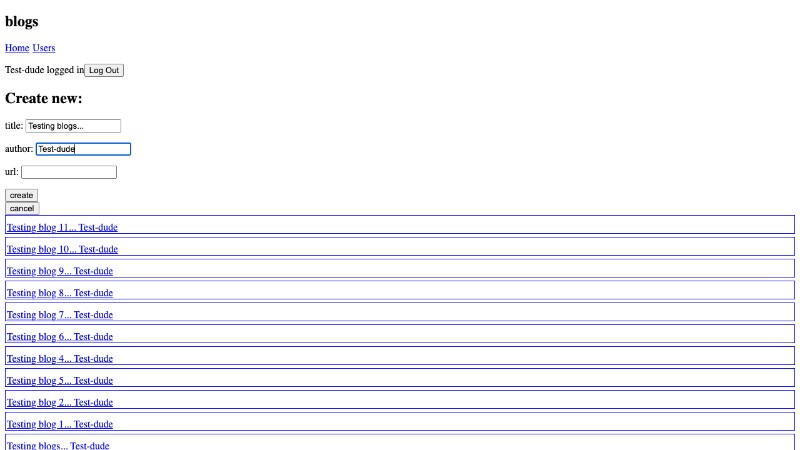 blogs
Home Users
Test-dude logged in Log Out
Create new:
title: Testing blogs...
author: Test-dude
url:
create
cancel
Testing blog 11... Test-dude
Testing blog 10... Test-dude
Testing blog 9... Test-dude
Testing blog 8... Test-dude
Testing blog 7... Test-dude
Testing blog 6... Test-dude
Testing blog 4... Test-dude
Testing blog 5... Test-dude
Testing blog 2... Test-dude
Testing blog 1... Test-dude
Testing blogs... Test-dude